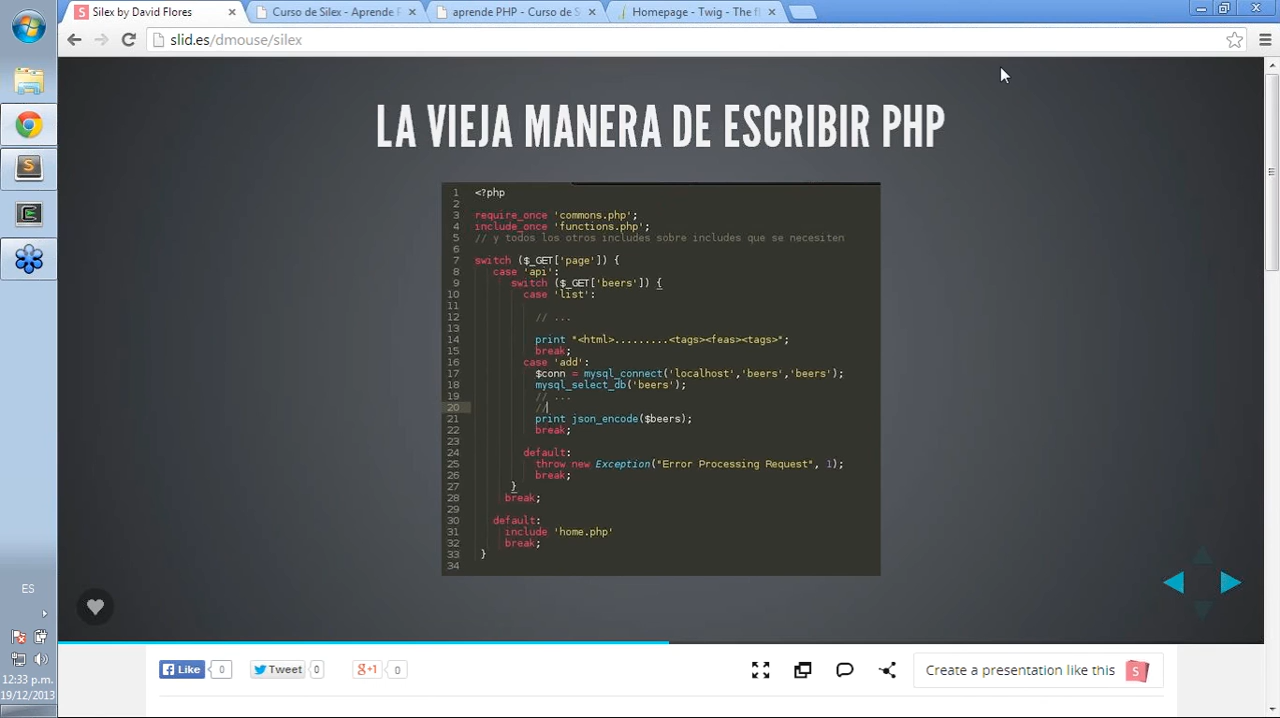 Silex by David Flores
Curso de Silex - Aprende F
aprende PHP - Curso de S
Homepage - Twig - The fl
slid.es/dmouse/silex
LA VIEJA MANERA DE ESCRIBIR PHP
1 <?php
2
3 require_once 'commons.php';
4 include_once 'functions.php';
5 // y todos los otros includes sobre includes que se necesiten
6
7 switch ($_GET['page']) {
8 case 'api':
9 switch ($_GET['beers']) {
10 case 'list':
11
12 // ...
13
14 print "<html>.........<tags><feas><tags>";
15 break;
16 case 'add':
17 $conn = mysql_connect('localhost','beers','beers');
18 mysql_select_db('beers');
19 // ...
20 //
21 print json_encode($beers);
22 break;
23
24 default:
25 throw new Exception("Error Processing Request", 1);
26 break;
27 }
28 break;
29
30 default:
31 include 'home.php'
32 break;
33 }
34
ES
12:33 p.m.
19/12/2013
Like 0
Tweet 0
g+1 0
Create a presentation like this S